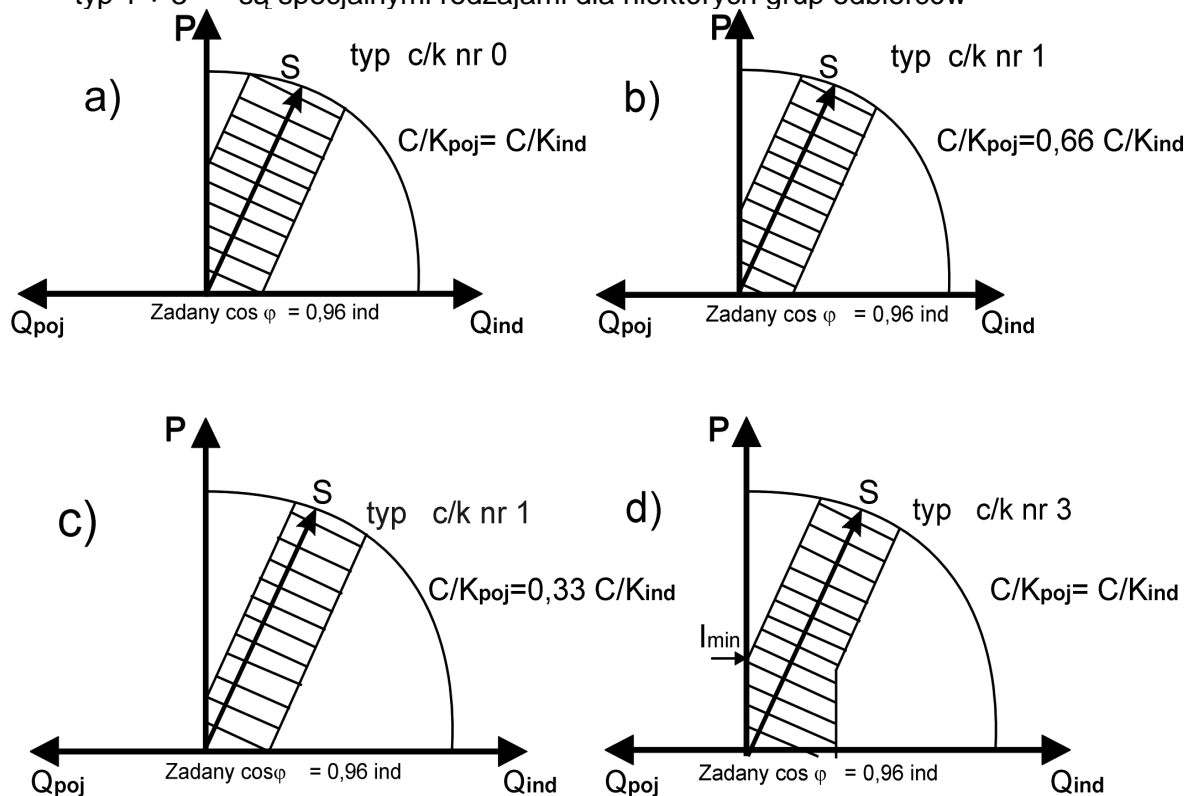 typ 1 ÷ 3 są specjalnymi rodzajami dla niektórych grup odbiorców
a)
P
S
typ c/k nr 0
C/Kpoj= C/Kind
Qpoj
Zadany cos φ = 0,96 ind
Qind
b)
P
S
typ c/k nr 1
C/Kpoj=0,66 C/Kind
Qpoj
Zadany cos φ = 0,96 ind
Qind
c)
P
S
typ c/k nr 1
C/Kpoj=0,33 C/Kind
Qpoj
Zadany cosφ = 0,96 ind
Qind
d)
P
S
typ c/k nr 3
C/Kpoj= C/Kind
Imin
Qpoj
Zadany cos φ = 0,96 ind
Qind